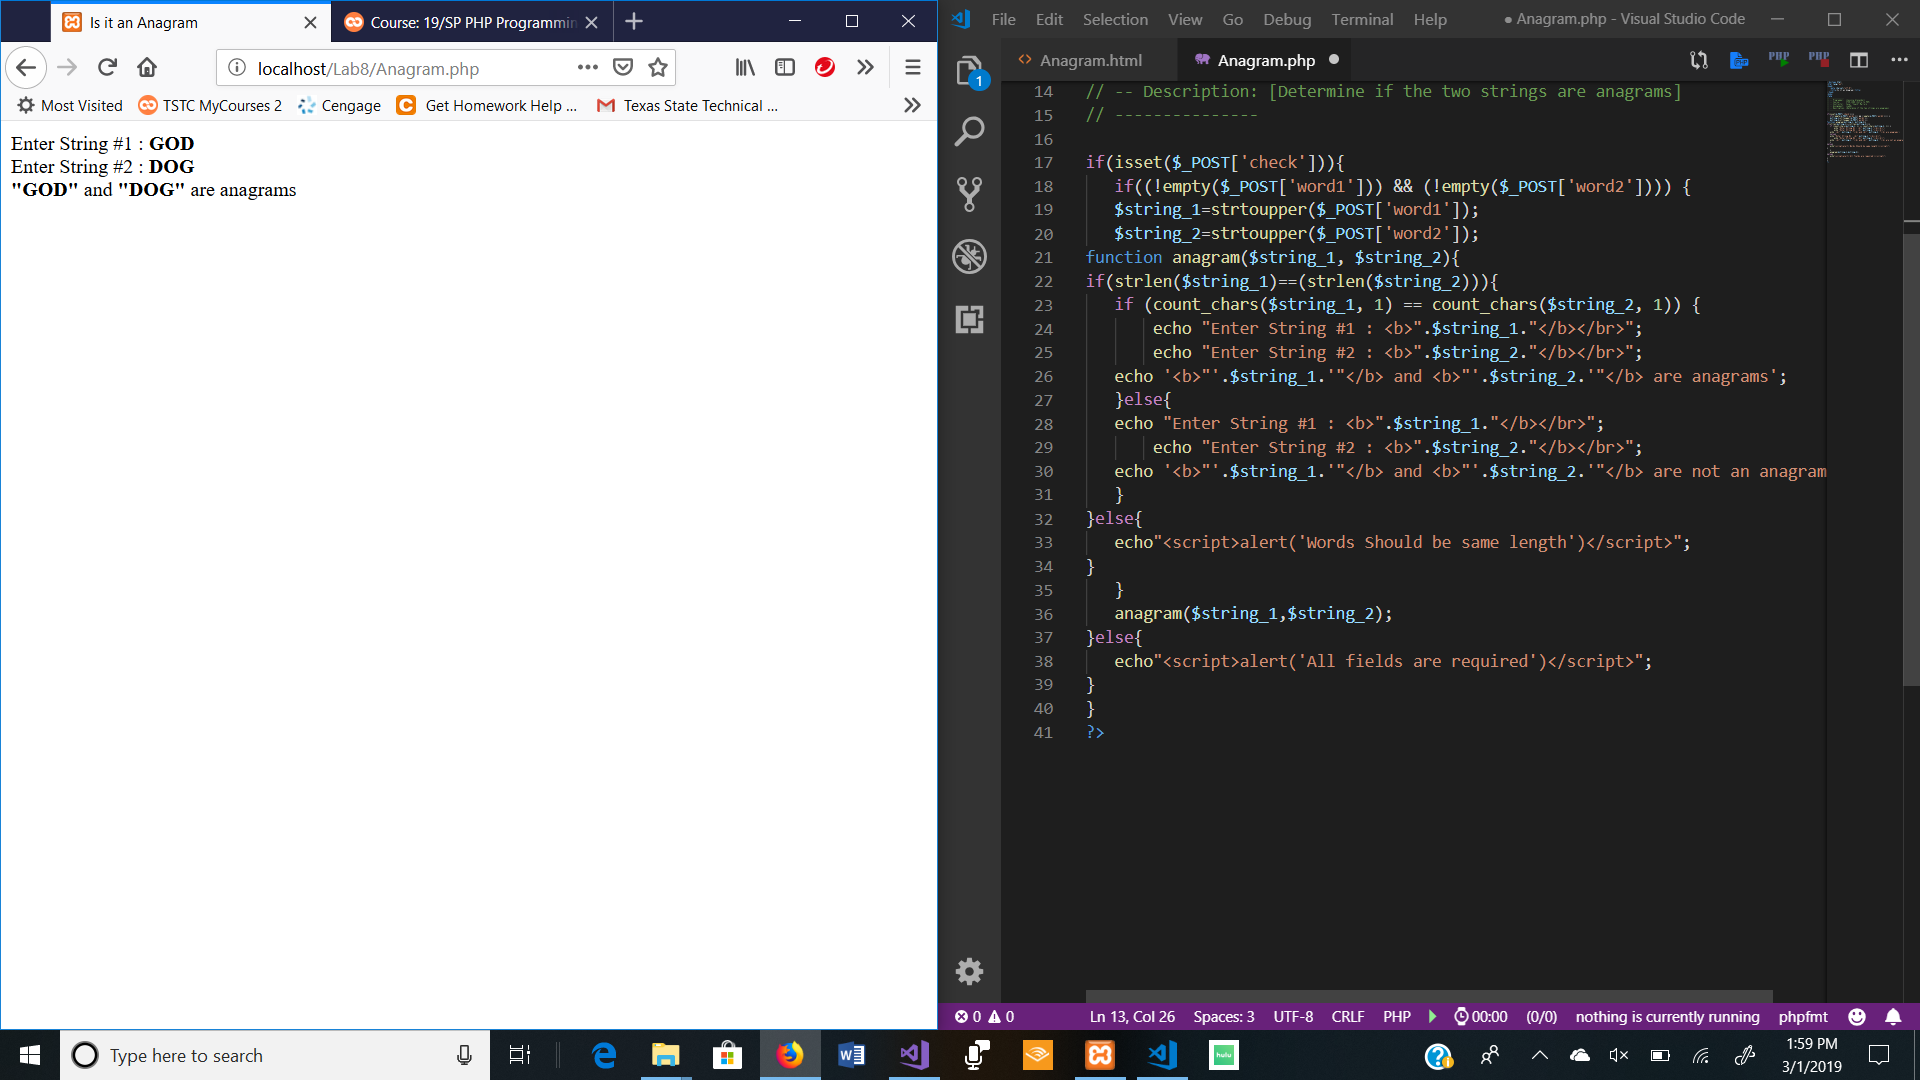 Is it an Anagram
Course: 19/SP PHP Programmin
localhost/Lab8/Anagram.php
Most Visited
TSTC MyCourses 2
Cengage
Get Homework Help ...
Texas State Technical ...
Enter String #1 : GOD
Enter String #2 : DOG
"GOD" and "DOG" are anagrams
File Edit Selection View Go Debug Terminal Help
● Anagram.php - Visual Studio Code
Anagram.html
Anagram.php
1
14 // -- Description: [Determine if the two strings are anagrams]
15 // ---------------
16
17 if(isset($_POST['check'])){
18 if((!empty($_POST['word1'])) && (!empty($_POST['word2']))) {
19 $string_1=strtoupper($_POST['word1']);
20 $string_2=strtoupper($_POST['word2']);
21 function anagram($string_1, $string_2){
22 if(strlen($string_1)==(strlen($string_2))){
23 if (count_chars($string_1, 1) == count_chars($string_2, 1)) {
24 echo "Enter String #1 : <b>".$string_1."</b></br>";
25 echo "Enter String #2 : <b>".$string_2."</b></br>";
26 echo '<b>"'.$string_1.'"</b> and <b>"'.$string_2.'"</b> are anagrams';
27 }else{
28 echo "Enter String #1 : <b>".$string_1."</b></br>";
29 echo "Enter String #2 : <b>".$string_2."</b></br>";
30 echo '<b>"'.$string_1.'"</b> and <b>"'.$string_2.'"</b> are not an anagram
31 }
32 }else{
33 echo"<script>alert('Words Should be same length')</script>";
34 }
35 }
36 anagram($string_1,$string_2);
37 }else{
38 echo"<script>alert('All fields are required')</script>";
39 }
40 }
41 ?>
0 0
Ln 13, Col 26 Spaces: 3 UTF-8 CRLF PHP 00:00 (0/0) nothing is currently running phpfmt
Type here to search
hulu
1:59 PM
3/1/2019